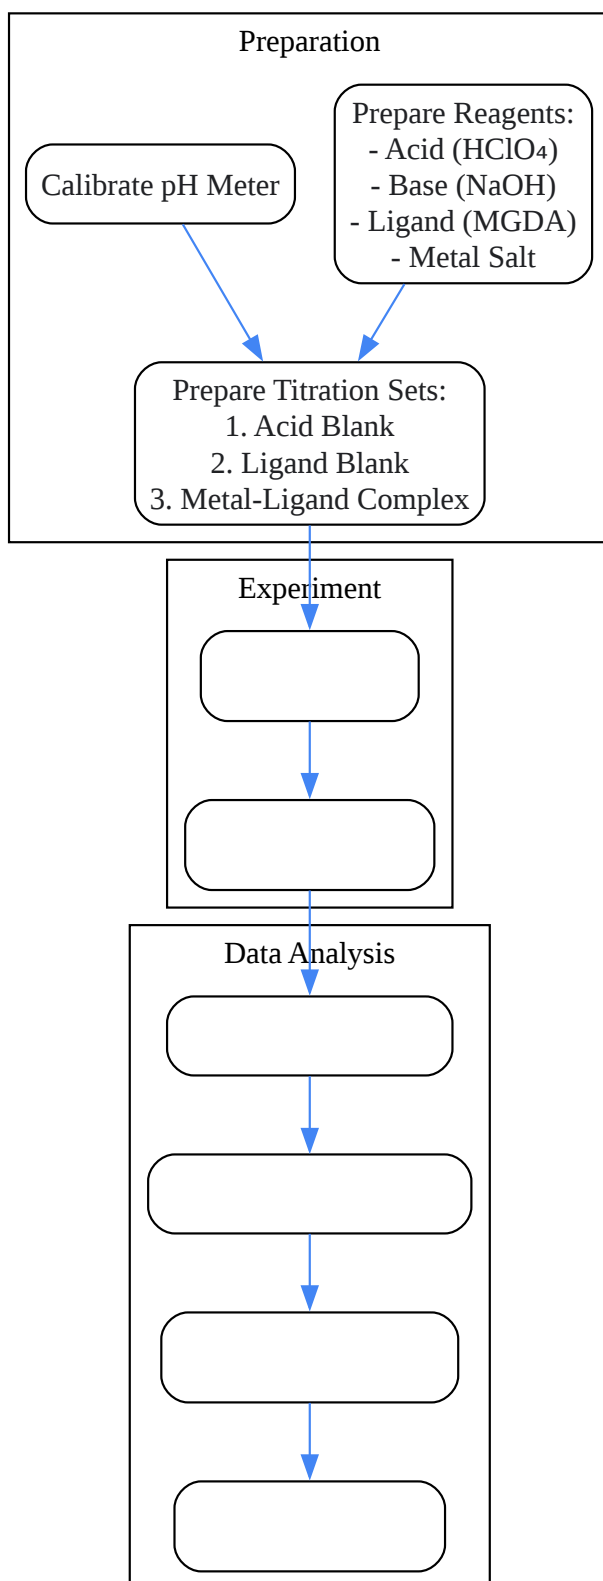 Preparation
Calibrate pH Meter
Prepare Reagents:
- Acid (HClO₄)
- Base (NaOH)
- Ligand (MGDA)
- Metal Salt
Prepare Titration Sets:
1. Acid Blank
2. Ligand Blank
3. Metal-Ligand Complex
Experiment
Data Analysis